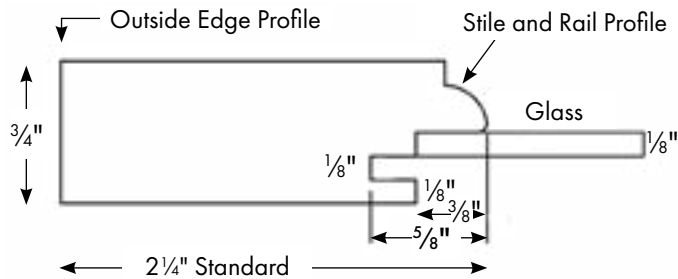 Outside Edge Profile
Stile and Rail Profile
Glass
¾"
⅛"
⅛"
⅛"
⅜"
⅝"
2¼" Standard